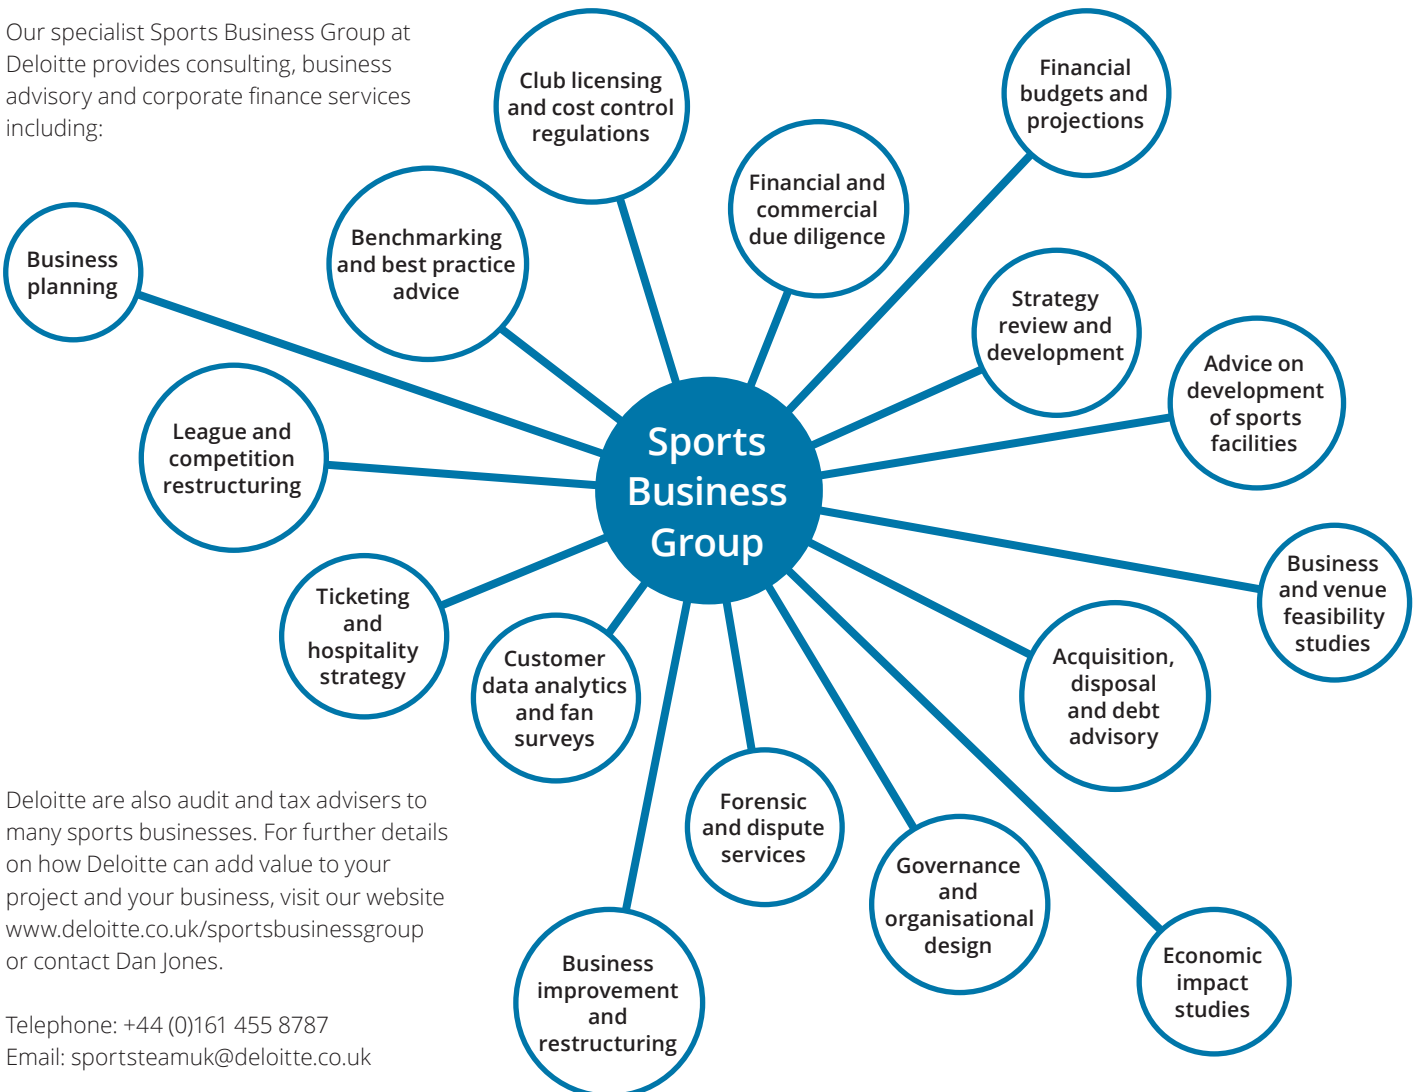 Our specialist Sports Business Group at
Deloitte provides consulting, business
advisory and corporate finance services
including:
Club licensing
and cost control
regulations
Financial
budgets and
projections
Financial and
commercial
due diligence
Benchmarking
and best practice
advice
Business
planning
Strategy
review and
development
Advice on
development
of sports
facilities
League and
competition
restructuring
Sports
Business
Group
Business
and venue
feasibility
studies
Ticketing
and
hospitality
strategy
Customer
data analytics
and fan
surveys
Acquisition,
disposal
and debt
advisory
Forensic
and dispute
services
Governance
and
organisational
design
Economic
impact
studies
Business
improvement
and
restructuring
Deloitte are also audit and tax advisers to
many sports businesses. For further details
on how Deloitte can add value to your
project and your business, visit our website
www.deloitte.co.uk/sportsbusinessgroup
or contact Dan Jones.
Telephone: +44 (0)161 455 8787
Email: sportsteamuk@deloitte.co.uk